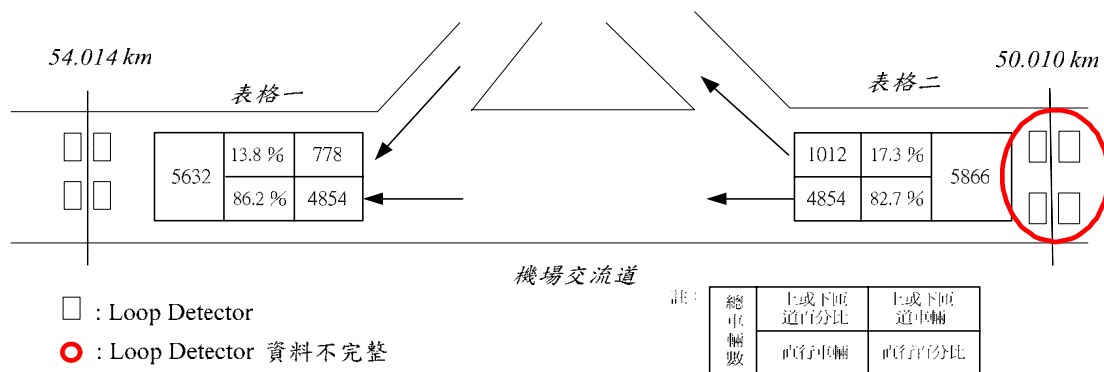 54.014 km
50.010 km
表格一
表格二
5632
13.8 %
778
86.2 %
4854
1012
17.3 %
5866
4854
82.7 %
機場交流道
: Loop Detector
: Loop Detector 資料不完整
註：
總車輛數
上或下匝道百分比
上或下匝道車輛
直行車輛
直行百分比